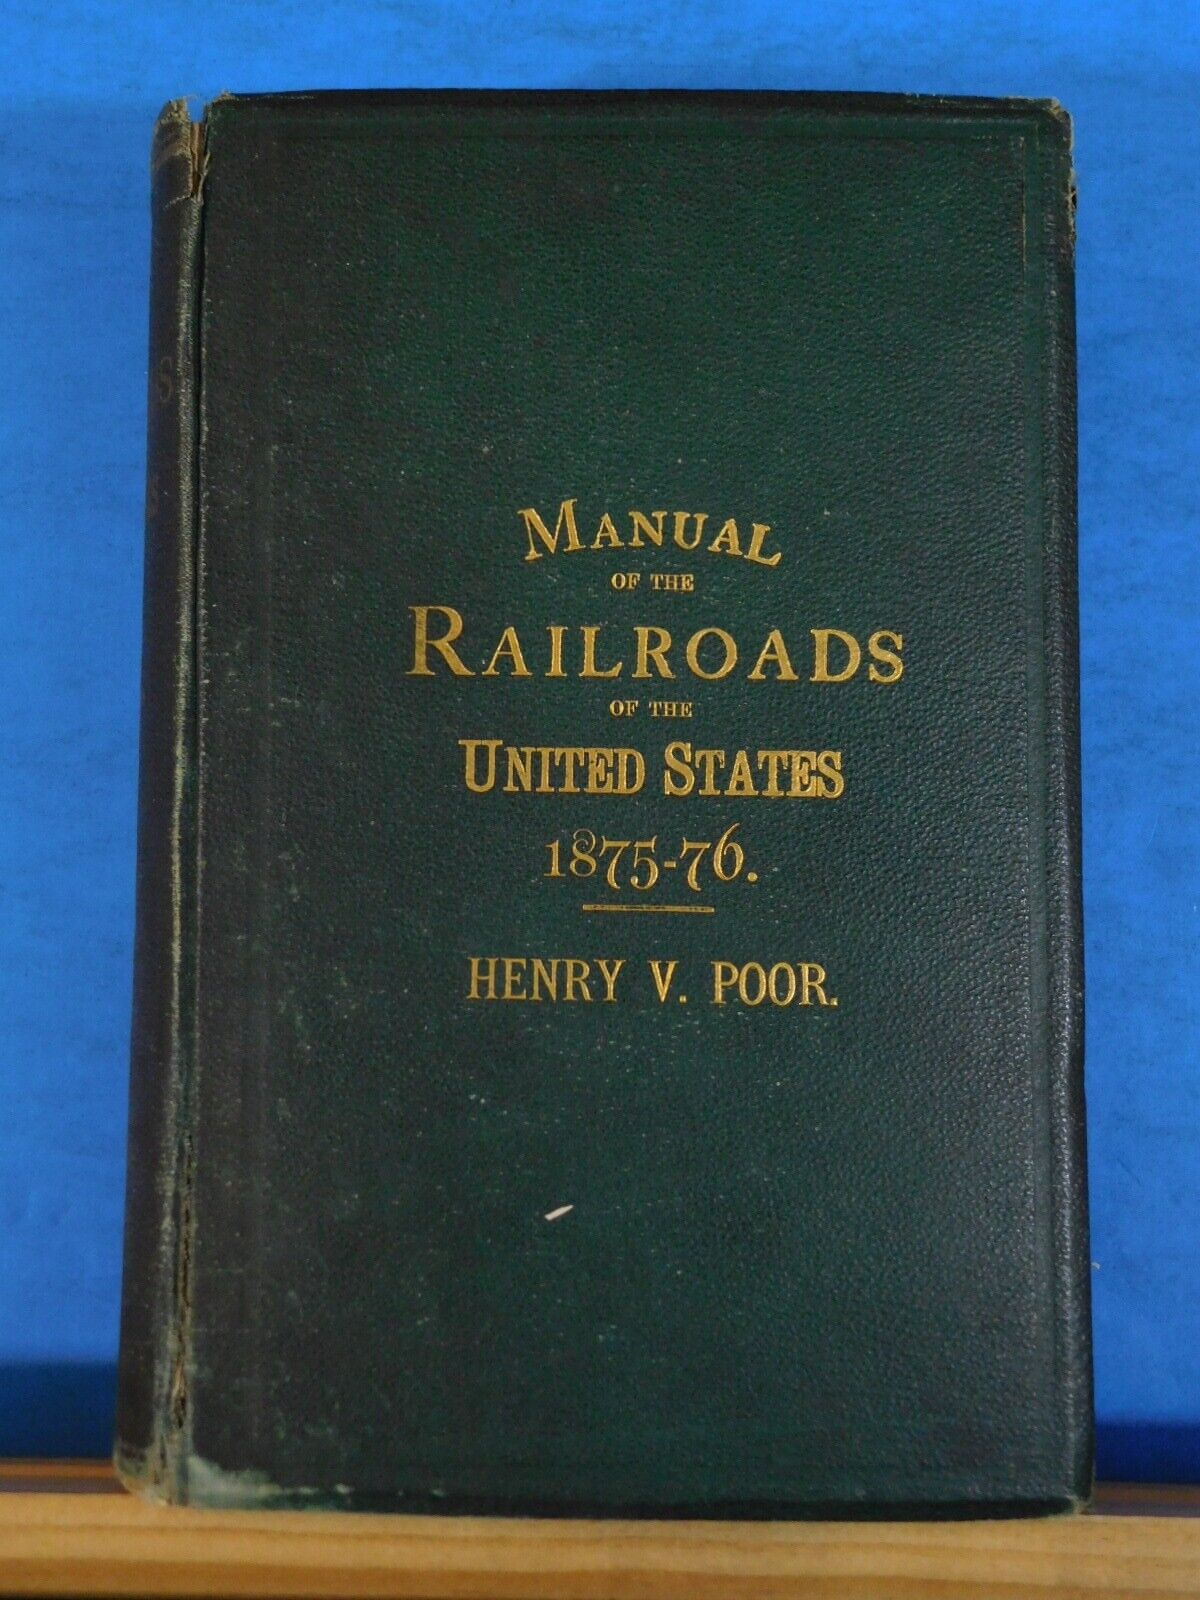 MANUAL
OF THE
RAILROADS
OF THE
UNITED STATES
1875-76.
HENRY V. POOR.